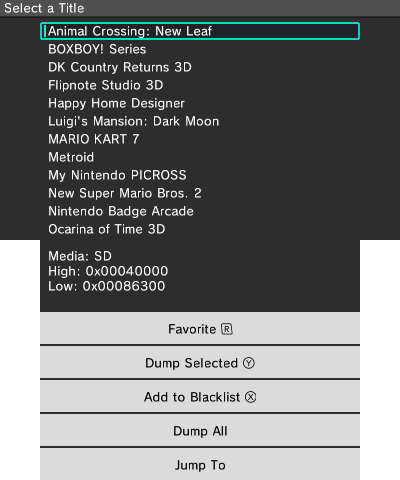 Select a Title
Animal Crossing: New Leaf
BOXBOY! Series
DK Country Returns 3D
Flipnote Studio 3D
Happy Home Designer
Luigi's Mansion: Dark Moon
MARIO KART 7
Metroid
My Nintendo PICROSS
New Super Mario Bros. 2
Nintendo Badge Arcade
Ocarina of Time 3D
Media: SD
High: 0x00040000
Low: 0x00086300
Favorite R
Dump Selected Y
Add to Blacklist X
Dump All
Jump To